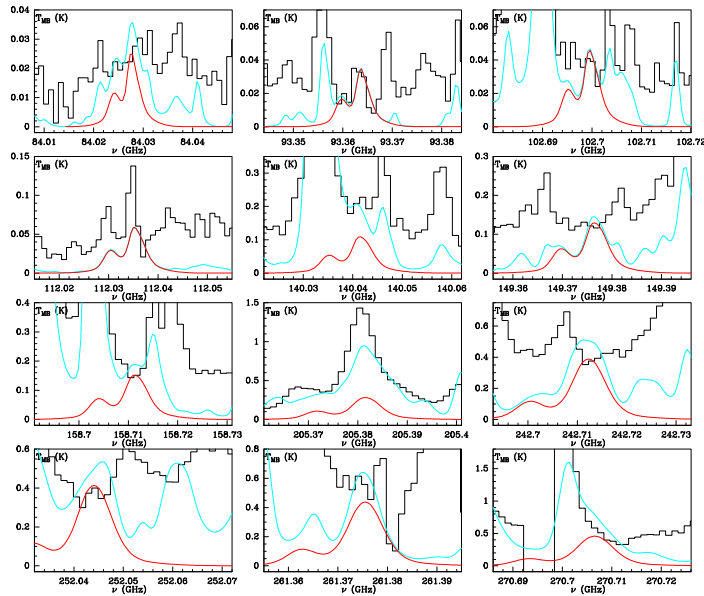 T_MB (K) T_MB (K) T_MB (K)
0.04 0.03 0.02 0.01 0
0.06 0.04 0.02 0
0.06 0.04 0.02 0
84.01 84.02 84.03 84.04
93.35 93.36 93.37 93.38
102.69 102.7 102.71 102.72
ν (GHz) ν (GHz) ν (GHz)
T_MB (K) T_MB (K) T_MB (K)
0.15 0.1 0.05 0
0.3 0.2 0.1 0
0.3 0.2 0.1 0
112.02 112.03 112.04 112.05
140.03 140.04 140.05 140.06
149.36 149.37 149.38 149.39
ν (GHz) ν (GHz) ν (GHz)
T_MB (K) T_MB (K) T_MB (K)
0.4 0.3 0.2 0.1 0
1.5 1 0.5 0
0.6 0.4 0.2 0
158.7 158.71 158.72 158.73
205.37 205.38 205.39 205.4
242.7 242.71 242.72 242.73
ν (GHz) ν (GHz) ν (GHz)
T_MB (K) T_MB (K) T_MB (K)
0.6 0.4 0.2 0
0.8 0.6 0.4 0.2 0
1.5 1 0.5 0
252.04 252.05 252.06 252.07
261.36 261.37 261.38 261.39
270.69 270.7 270.71 270.72
ν (GHz) ν (GHz) ν (GHz)